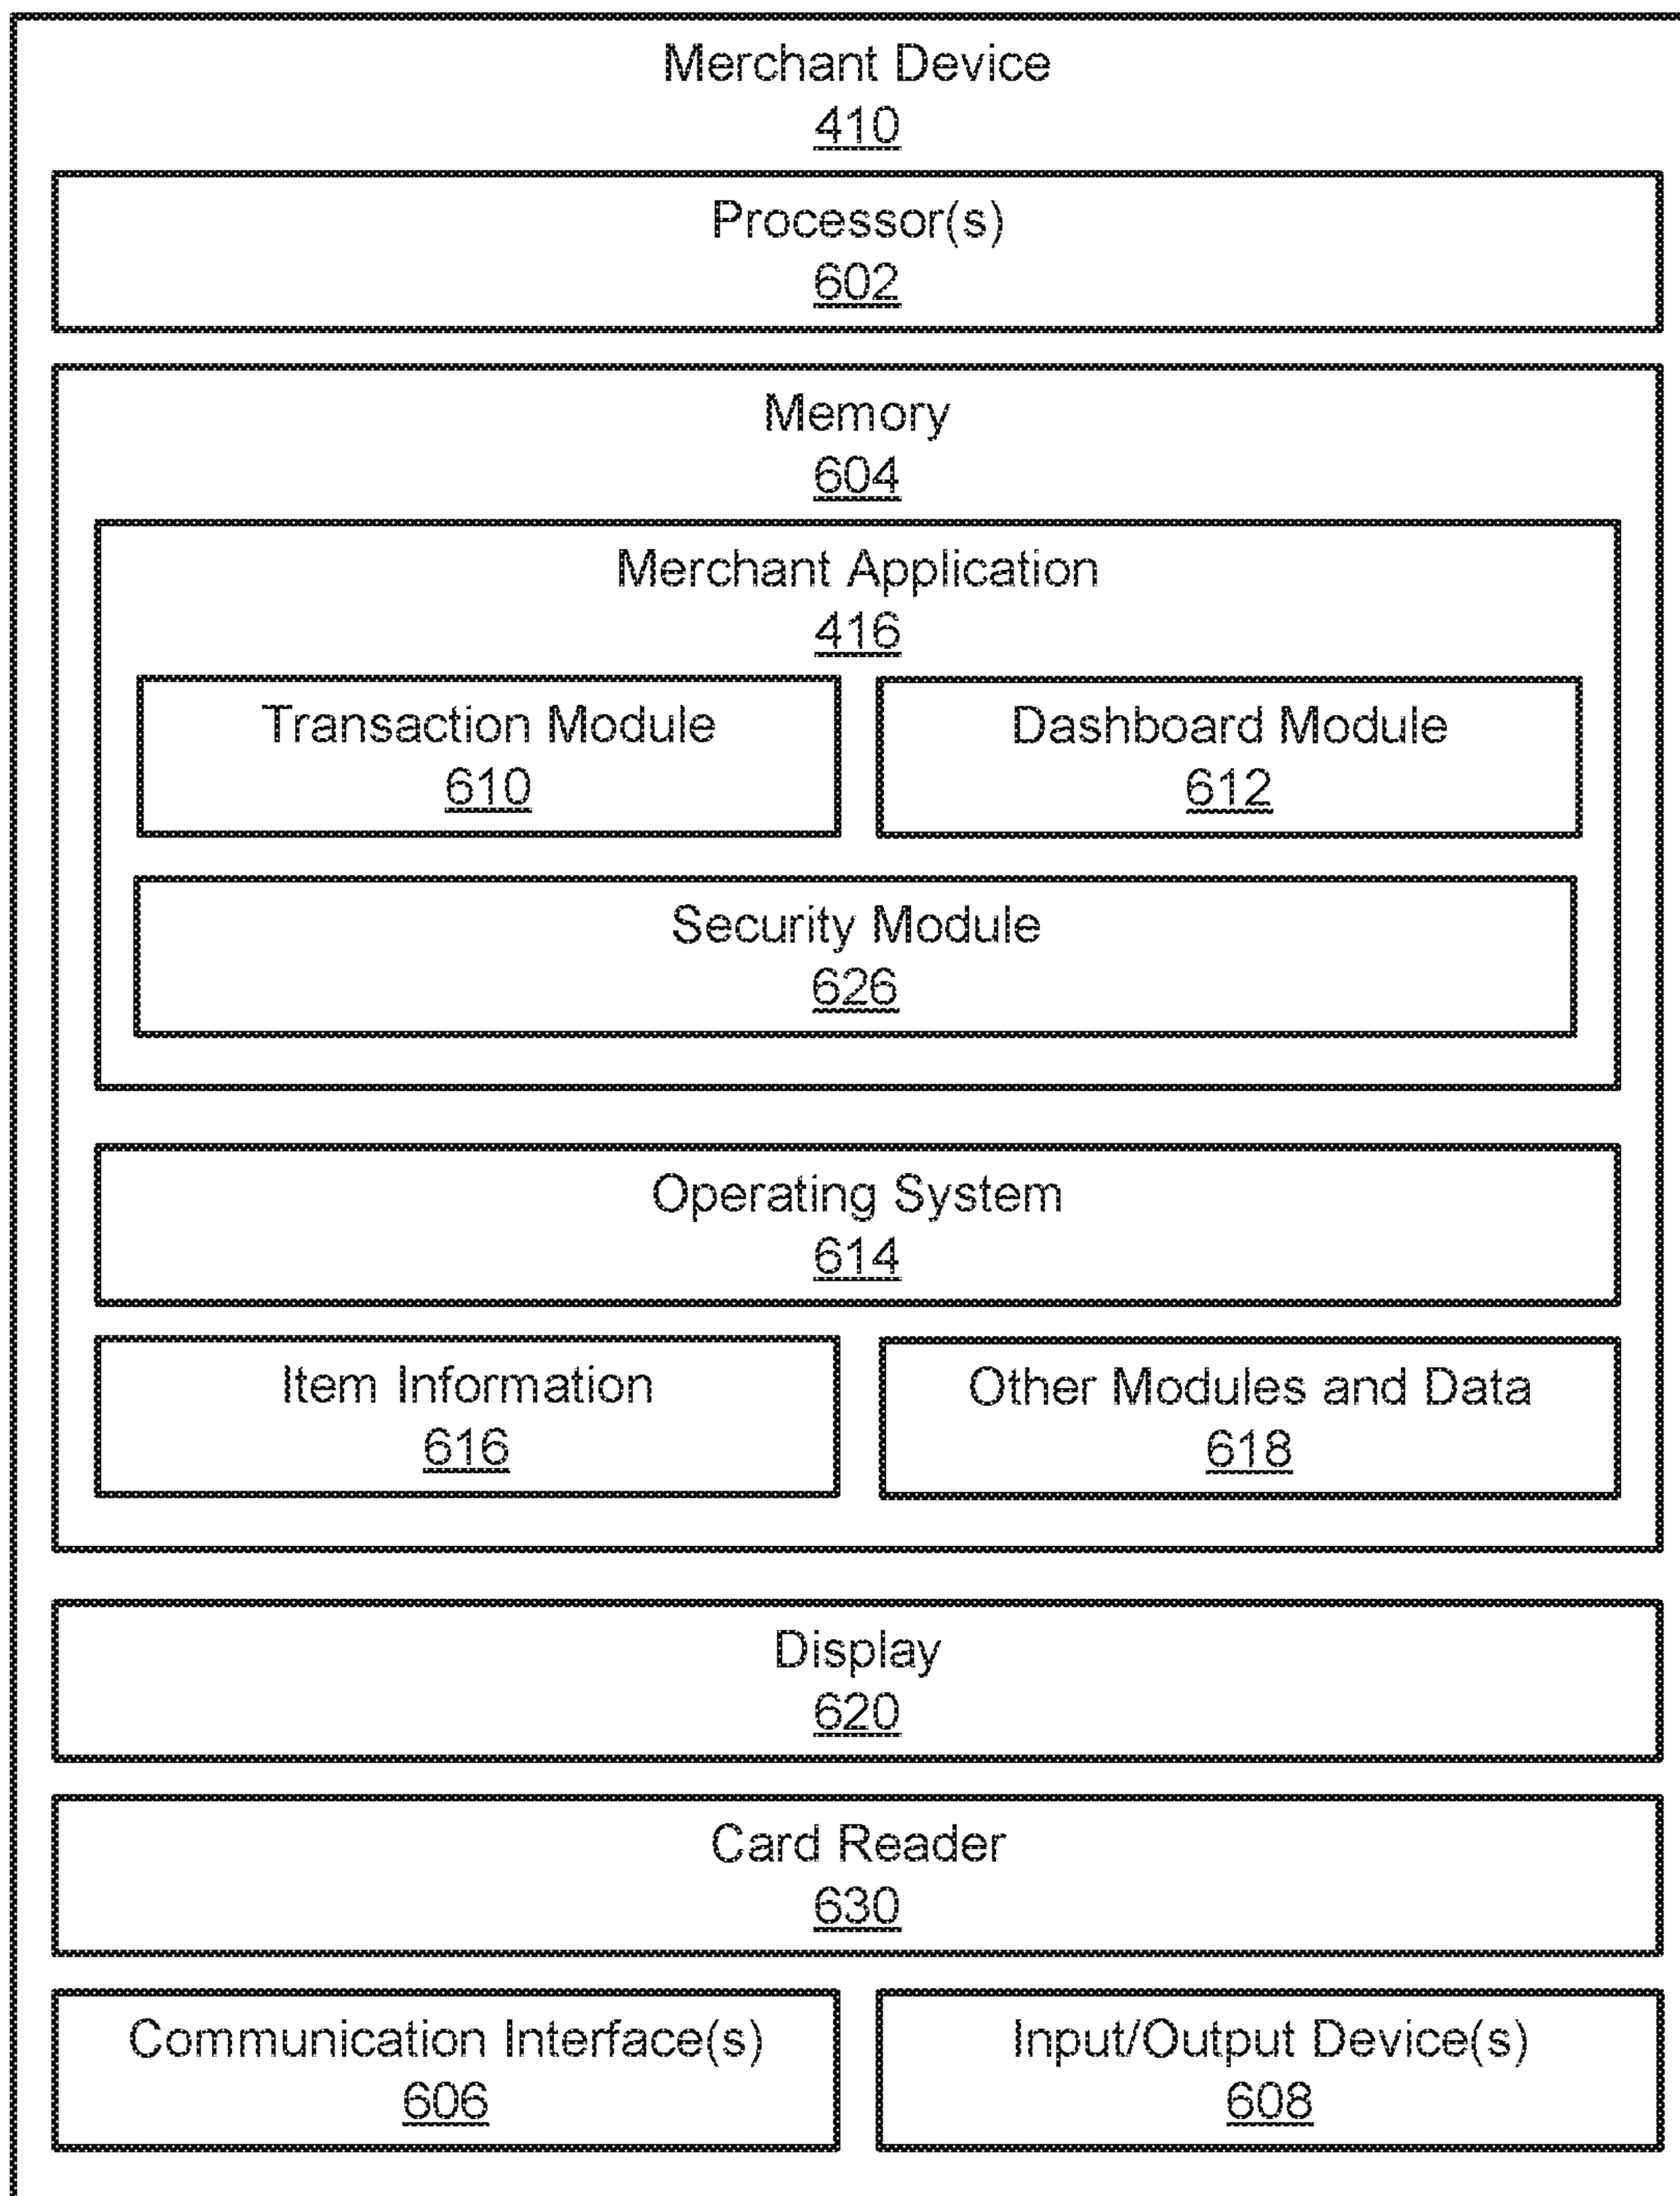 Merchant Device
410
Processor(s)
602
Memory
604
Merchant Application
416
Transaction Module
610
Dashboard Module
612
Security Module
626
Operating System
614
Item Information
616
Other Modules and Data
618
Display
620
Card Reader
630
Communication Interface(s)
606
Input/Output Device(s)
608